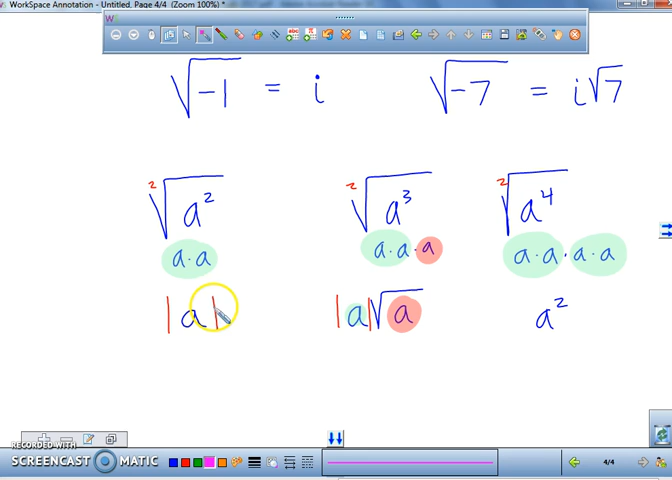 WorkSpace Annotation - Untitled, Page 4/4 (Zoom 100%) *
√-1 = i
√-7 = i√7
²√a² ²√a³ ²√a⁴
a·a a·a·a a·a·a·a
|a| |a|√a a²
RECORDED WITH
SCREENCAST O MATIC
4/4